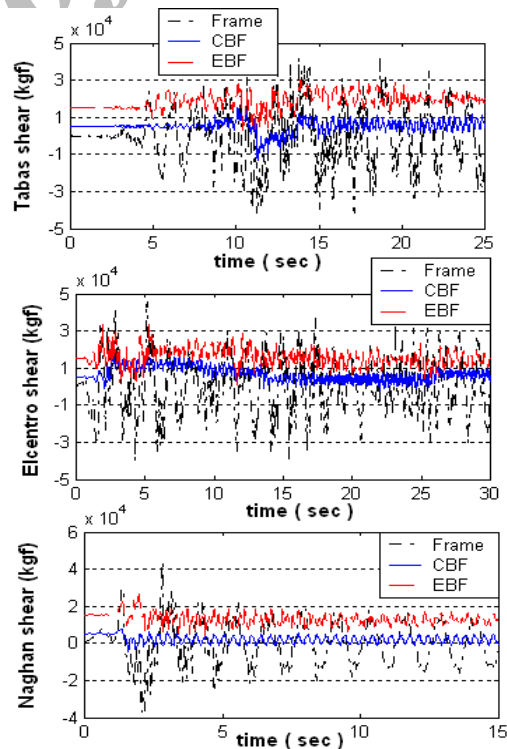 x 10^4
Frame
CBF
EBF
5
3
1
-1
-3
-5
Tabas shear (kgf)
0 5 10 15 20 25
time ( sec )
x 10^4
Frame
CBF
EBF
5
3
1
-1
-3
-5
Elcentro shear (kgf)
0 5 10 15 20 25 30
time ( sec )
x 10^4
Frame
CBF
EBF
6
4
2
0
-2
-4
Naghan shear (kgf)
0 5 10 15
time ( sec )